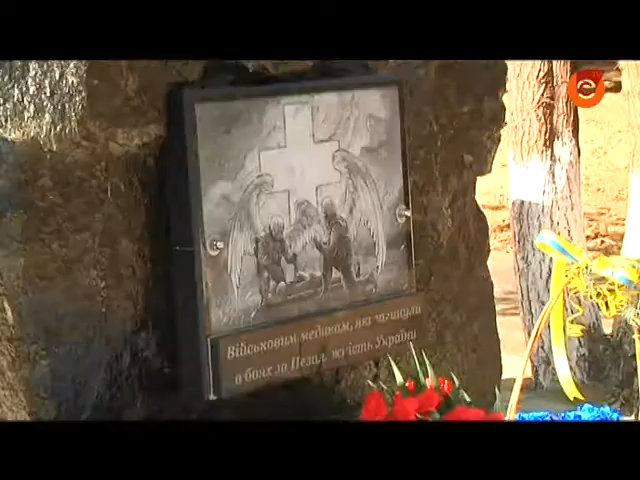 Військовим медикам, які загинули
в боях за Незалежність України